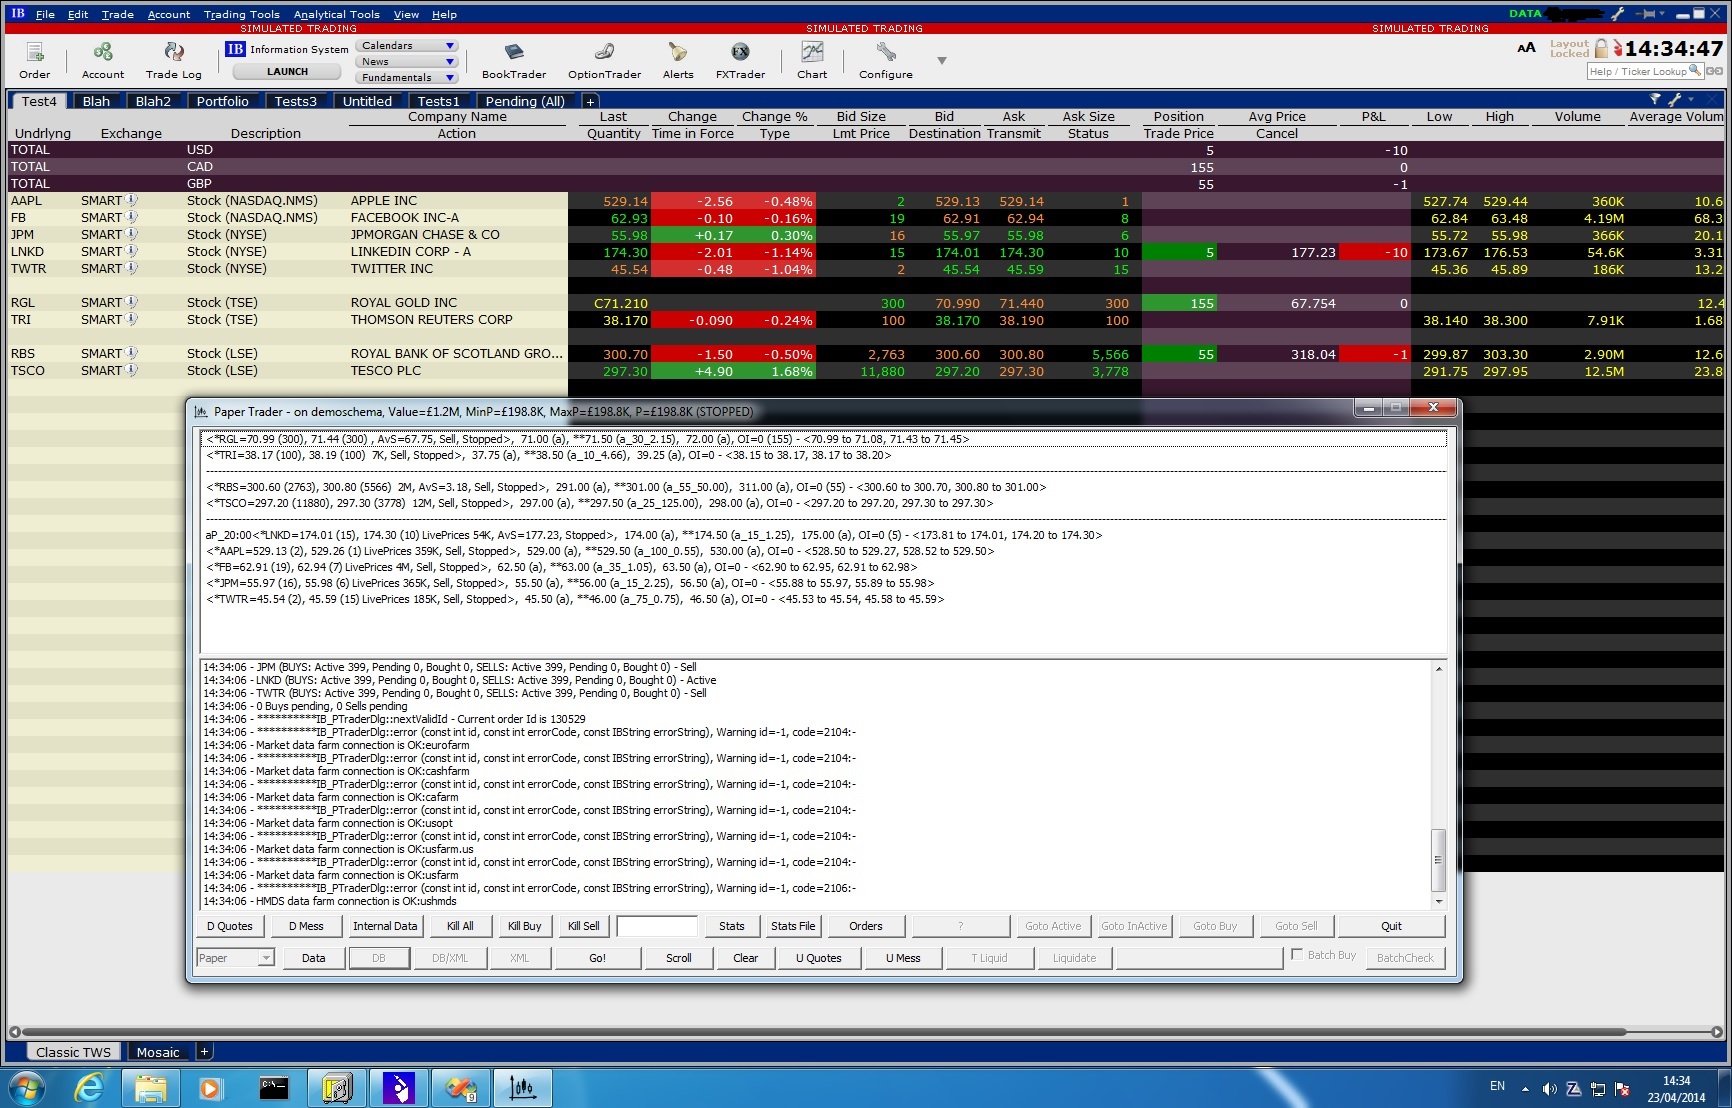 IB File Edit Trade Account Trading Tools Analytical Tools View Help DATA
SIMULATED TRADING SIMULATED TRADING SIMULATED TRADING
Order Account Trade Log IB Information System LAUNCH Calendars News Fundamentals BookTrader OptionTrader Alerts FXTrader Chart Configure AA Layout Locked 14:34:47
Help / Ticker Lookup
Test4 Blah Blah2 Portfolio Tests3 Untitled Tests1 Pending (All) +
Company Name Last Change Change % Bid Size Bid Ask Ask Size Position Avg Price P&L Low High Volume Average Volum
Undrlyng Exchange Description Action Quantity Time in Force Type Lmt Price Destination Transmit Status Trade Price Cancel
TOTAL USD 5 -10
TOTAL CAD 155 0
TOTAL GBP 55 -1
AAPL SMART Stock (NASDAQ.NMS) APPLE INC 529.14 -2.56 -0.48% 2 529.13 529.14 1 527.74 529.44 360K 10.6
FB SMART Stock (NASDAQ.NMS) FACEBOOK INC-A 62.93 -0.10 -0.16% 19 62.91 62.94 8 62.84 63.48 4.19M 68.3
JPM SMART Stock (NYSE) JPMORGAN CHASE & CO 55.98 +0.17 0.30% 16 55.97 55.98 6 55.72 55.98 366K 20.1
LNKD SMART Stock (NYSE) LINKEDIN CORP - A 174.30 -2.01 -1.14% 15 174.01 174.30 10 5 177.23 -10 173.67 176.53 54.6K 3.31
TWTR SMART Stock (NYSE) TWITTER INC 45.54 -0.48 -1.04% 2 45.54 45.59 15 45.36 45.89 186K 13.2
RGL SMART Stock (TSE) ROYAL GOLD INC C71.210 300 70.990 71.440 300 155 67.754 0 12.4
TRI SMART Stock (TSE) THOMSON REUTERS CORP 38.170 -0.090 -0.24% 100 38.170 38.190 100 38.140 38.300 7.91K 1.68
RBS SMART Stock (LSE) ROYAL BANK OF SCOTLAND GRO... 300.70 -1.50 -0.50% 2,763 300.60 300.80 5,566 55 318.04 -1 299.87 303.30 2.90M 12.6
TSCO SMART Stock (LSE) TESCO PLC 297.30 +4.90 1.68% 11,880 297.20 297.30 3,778 291.75 297.95 12.5M 23.8
Paper Trader - on demoschema, Value=£1.2M, MinP=£198.8K, MaxP=£198.8K, P=£198.8K (STOPPED)
<*RGL=70.99 (300), 71.44 (300) , AvS=67.75, Sell, Stopped>, 71.00 (a), **71.50 (a_30_2.15), 72.00 (a), OI=0 (155) - <70.99 to 71.08, 71.43 to 71.45>
<*TRI=38.17 (100), 38.19 (100) 7K, Sell, Stopped>, 37.75 (a), **38.50 (a_10_4.66), 39.25 (a), OI=0 - <38.15 to 38.17, 38.17 to 38.20>
<*RBS=300.60 (2763), 300.80 (5566) 2M, AvS=3.18, Sell, Stopped>, 291.00 (a), **301.00 (a_55_50.00), 311.00 (a), OI=0 (55) - <300.60 to 300.70, 300.80 to 301.00>
<*TSCO=297.20 (11880), 297.30 (3778) 12M, Sell, Stopped>, 297.00 (a), **297.50 (a_25_125.00), 298.00 (a), OI=0 - <297.20 to 297.20, 297.30 to 297.30>
aP_20:00<*LNKD=174.01 (15), 174.30 (10) LivePrices 54K, AvS=177.23, Stopped>, 174.00 (a), **174.50 (a_15_1.25), 175.00 (a), OI=0 (5) - <173.81 to 174.01, 174.20 to 174.30>
<*AAPL=529.13 (2), 529.26 (1) LivePrices 359K, Sell, Stopped>, 529.00 (a), **529.50 (a_100_0.55), 530.00 (a), OI=0 - <528.50 to 529.27, 528.52 to 529.50>
<*FB=62.91 (19), 62.94 (7) LivePrices 4M, Sell, Stopped>, 62.50 (a), **63.00 (a_35_1.05), 63.50 (a), OI=0 - <62.90 to 62.95, 62.91 to 62.98>
<*JPM=55.97 (16), 55.98 (6) LivePrices 365K, Sell, Stopped>, 55.50 (a), **56.00 (a_15_2.25), 56.50 (a), OI=0 - <55.88 to 55.97, 55.89 to 55.98>
<*TWTR=45.54 (2), 45.59 (15) LivePrices 185K, Sell, Stopped>, 45.50 (a), **46.00 (a_75_0.75), 46.50 (a), OI=0 - <45.53 to 45.54, 45.58 to 45.59>
14:34:06 - JPM (BUYS: Active 399, Pending 0, Bought 0, SELLS: Active 399, Pending 0, Bought 0) - Sell
14:34:06 - LNKD (BUYS: Active 399, Pending 0, Bought 0, SELLS: Active 399, Pending 0, Bought 0) - Active
14:34:06 - TWTR (BUYS: Active 399, Pending 0, Bought 0, SELLS: Active 399, Pending 0, Bought 0) - Sell
14:34:06 - 0 Buys pending, 0 Sells pending
14:34:06 - **********IB_PTraderDlg::nextValidId - Current order Id is 130529
14:34:06 - **********IB_PTraderDlg::error (const int id, const int errorCode, const IBString errorString), Warning id=-1, code=2104:-
14:34:06 - Market data farm connection is OK:eurofarm
14:34:06 - **********IB_PTraderDlg::error (const int id, const int errorCode, const IBString errorString), Warning id=-1, code=2104:-
14:34:06 - Market data farm connection is OK:cashfarm
14:34:06 - **********IB_PTraderDlg::error (const int id, const int errorCode, const IBString errorString), Warning id=-1, code=2104:-
14:34:06 - Market data farm connection is OK:cafarm
14:34:06 - **********IB_PTraderDlg::error (const int id, const int errorCode, const IBString errorString), Warning id=-1, code=2104:-
14:34:06 - Market data farm connection is OK:usopt
14:34:06 - **********IB_PTraderDlg::error (const int id, const int errorCode, const IBString errorString), Warning id=-1, code=2104:-
14:34:06 - Market data farm connection is OK:usfarm.us
14:34:06 - **********IB_PTraderDlg::error (const int id, const int errorCode, const IBString errorString), Warning id=-1, code=2104:-
14:34:06 - Market data farm connection is OK:usfarm
14:34:06 - **********IB_PTraderDlg::error (const int id, const int errorCode, const IBString errorString), Warning id=-1, code=2106:-
14:34:06 - HMDS data farm connection is OK:ushmds
D Quotes D Mess Internal Data Kill All Kill Buy Kill Sell Stats Stats File Orders ? Goto Active Goto InActive Goto Buy Goto Sell Quit
Paper Data DB DB/XML XML Go! Scroll Clear U Quotes U Mess T Liquid Liquidate Batch Buy BatchCheck
Classic TWS Mosaic +
EN 14:34
23/04/2014